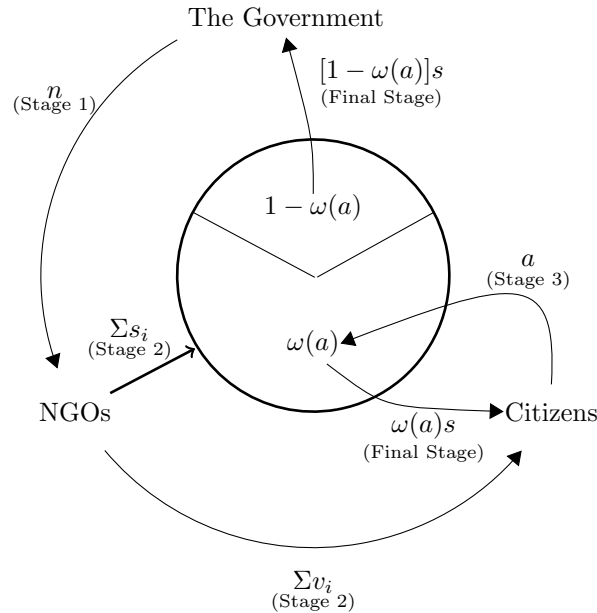 The Government
n
(Stage 1)
[1 − ω(a)]s
(Final Stage)
1 − ω(a)
a
(Stage 3)
Σs_i
(Stage 2)
ω(a)
NGOs
ω(a)s
(Final Stage)
Citizens
Σv_i
(Stage 2)